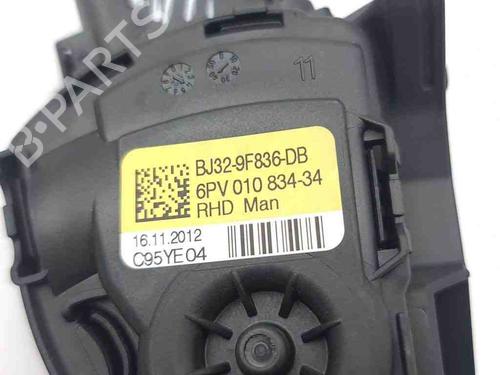 B-PARTS
11
BJ32-9F836-DB
6PV 010 834-34
RHD Man
16.11.2012
C95YE04